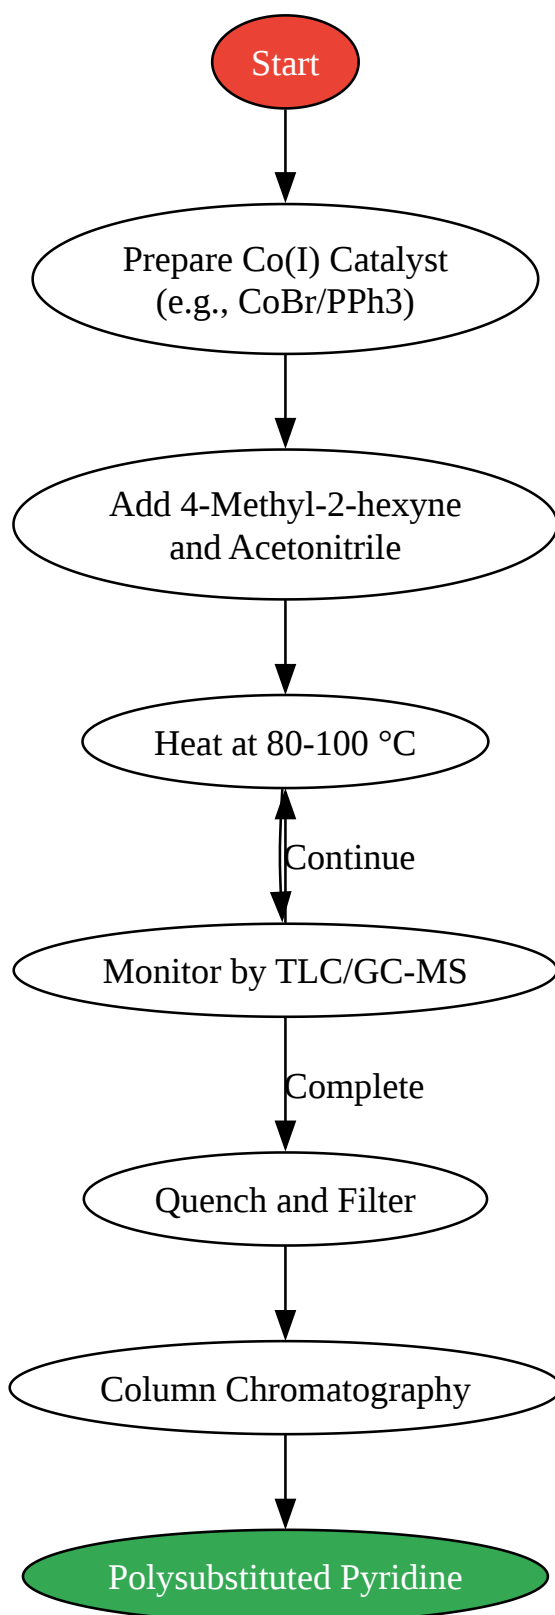 Start
Prepare Co(I) Catalyst
(e.g., CoBr/PPh3)
Add 4-Methyl-2-hexyne
and Acetonitrile
Heat at 80-100 °C
Continue
Monitor by TLC/GC-MS
Complete
Quench and Filter
Column Chromatography
Polysubstituted Pyridine